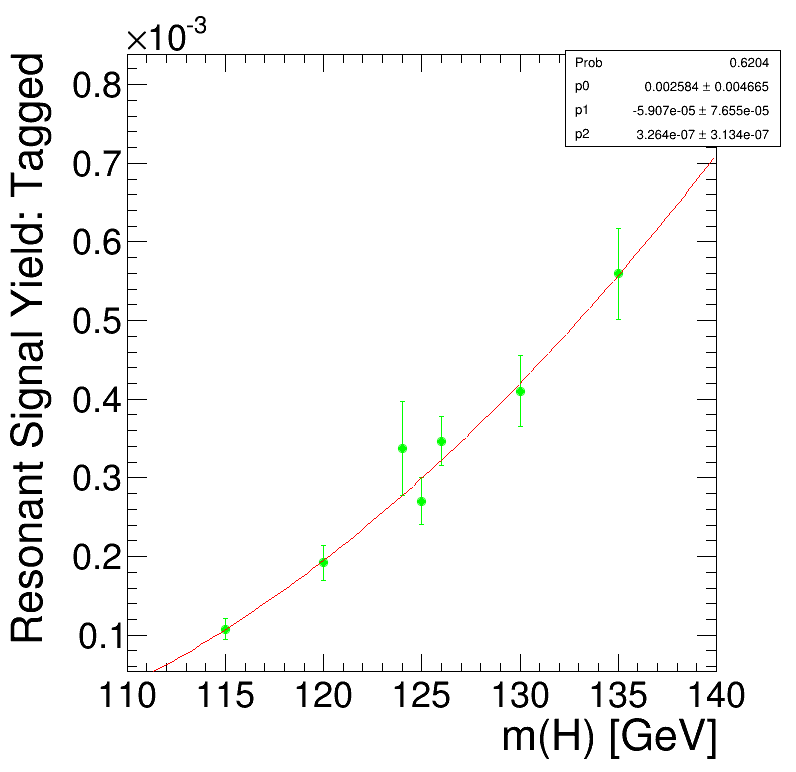 ×10-3
Prob 0.6204
p0 0.002584 ± 0.004665
p1 -5.907e-05 ± 7.655e-05
p2 3.264e-07 ± 3.134e-07
Resonant Signal Yield: Tagged
0.8
0.7
0.6
0.5
0.4
0.3
0.2
0.1
110 115 120 125 130 135 140
m(H) [GeV]